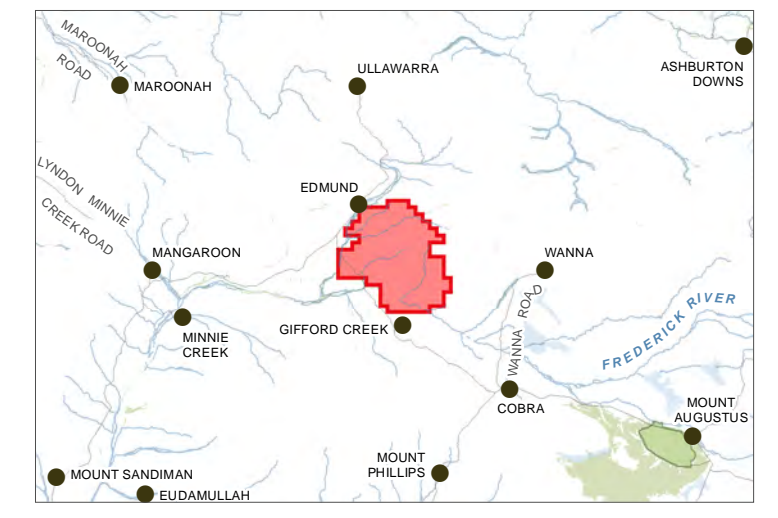 MAROONAH
ROAD
MAROONAH
ULLAWARRA
ASHBURTON
DOWNS
LYNDON MINNIE
CREEK ROAD
EDMUND
MANGAROON
WANNA
MINNIE
CREEK
GIFFORD CREEK
WANNA ROAD
FREDERICK RIVER
COBRA
MOUNT
AUGUSTUS
MOUNT
PHILLIPS
MOUNT SANDIMAN
EUDAMULLAH